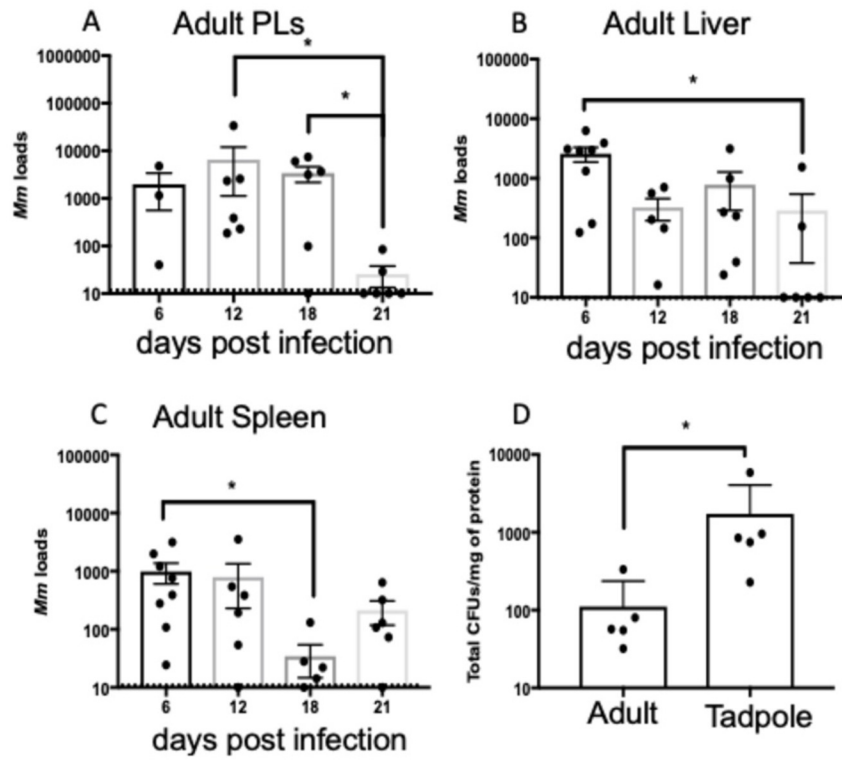 A
Adult PLs
*
*
1000000
100000
10000
1000
100
10
Mm loads
6 12 18 21
days post infection
B
Adult Liver
*
100000
10000
1000
100
10
Mm loads
6 12 18 21
days post infection
C
Adult Spleen
*
100000
10000
1000
100
10
Mm loads
6 12 18 21
days post infection
D
*
10000
1000
100
10
Total CFUs/mg of protein
Adult Tadpole